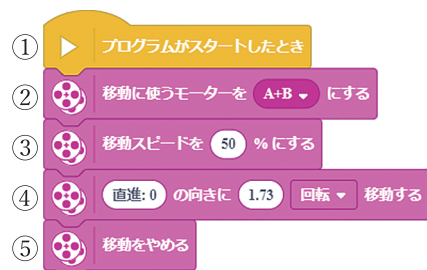 ① プログラムがスタートしたとき
② 移動に使うモーターを A+B にする
③ 移動スピードを 50 % にする
④ 直進: 0 の向きに 1.73 回転 移動する
⑤ 移動をやめる